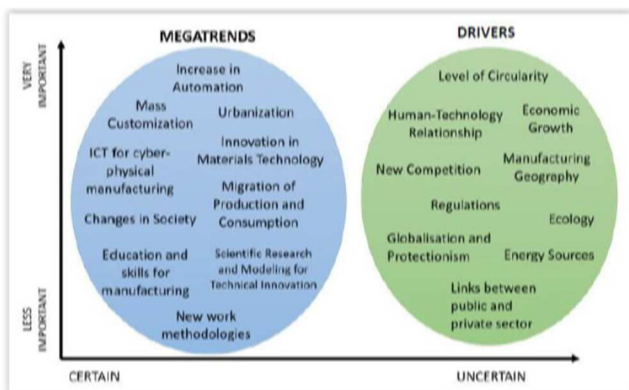 MEGATRENDS
DRIVERS
VERY
IMPORTANT
LESS
IMPORTANT
Increase in
Automation
Mass
Customization
Urbanization
ICT for cyber-
physical
manufacturing
Innovation in
Materials Technology
Migration of
Production and
Consumption
Changes in Society
Education and
skills for
manufacturing
Scientific Research
and Modeling for
Technical Innovation
New work
methodologies
Level of Circularity
Human-Technology
Relationship
Economic
Growth
New Competition
Manufacturing
Geography
Regulations
Ecology
Globalisation and
Protectionism
Energy Sources
Links between
public and
private sector
CERTAIN
UNCERTAIN